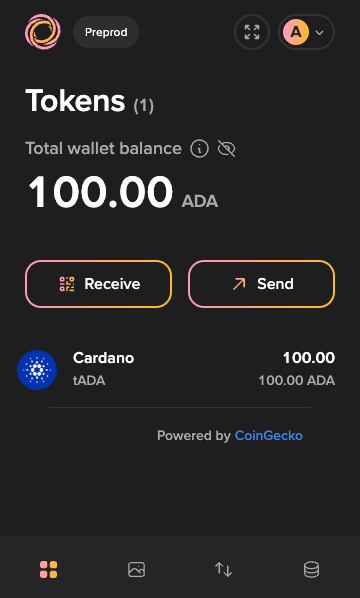 Preprod
A
Tokens (1)
Total wallet balance
100.00 ADA
Receive
Send
Cardano 100.00
tADA 100.00 ADA
Powered by CoinGecko